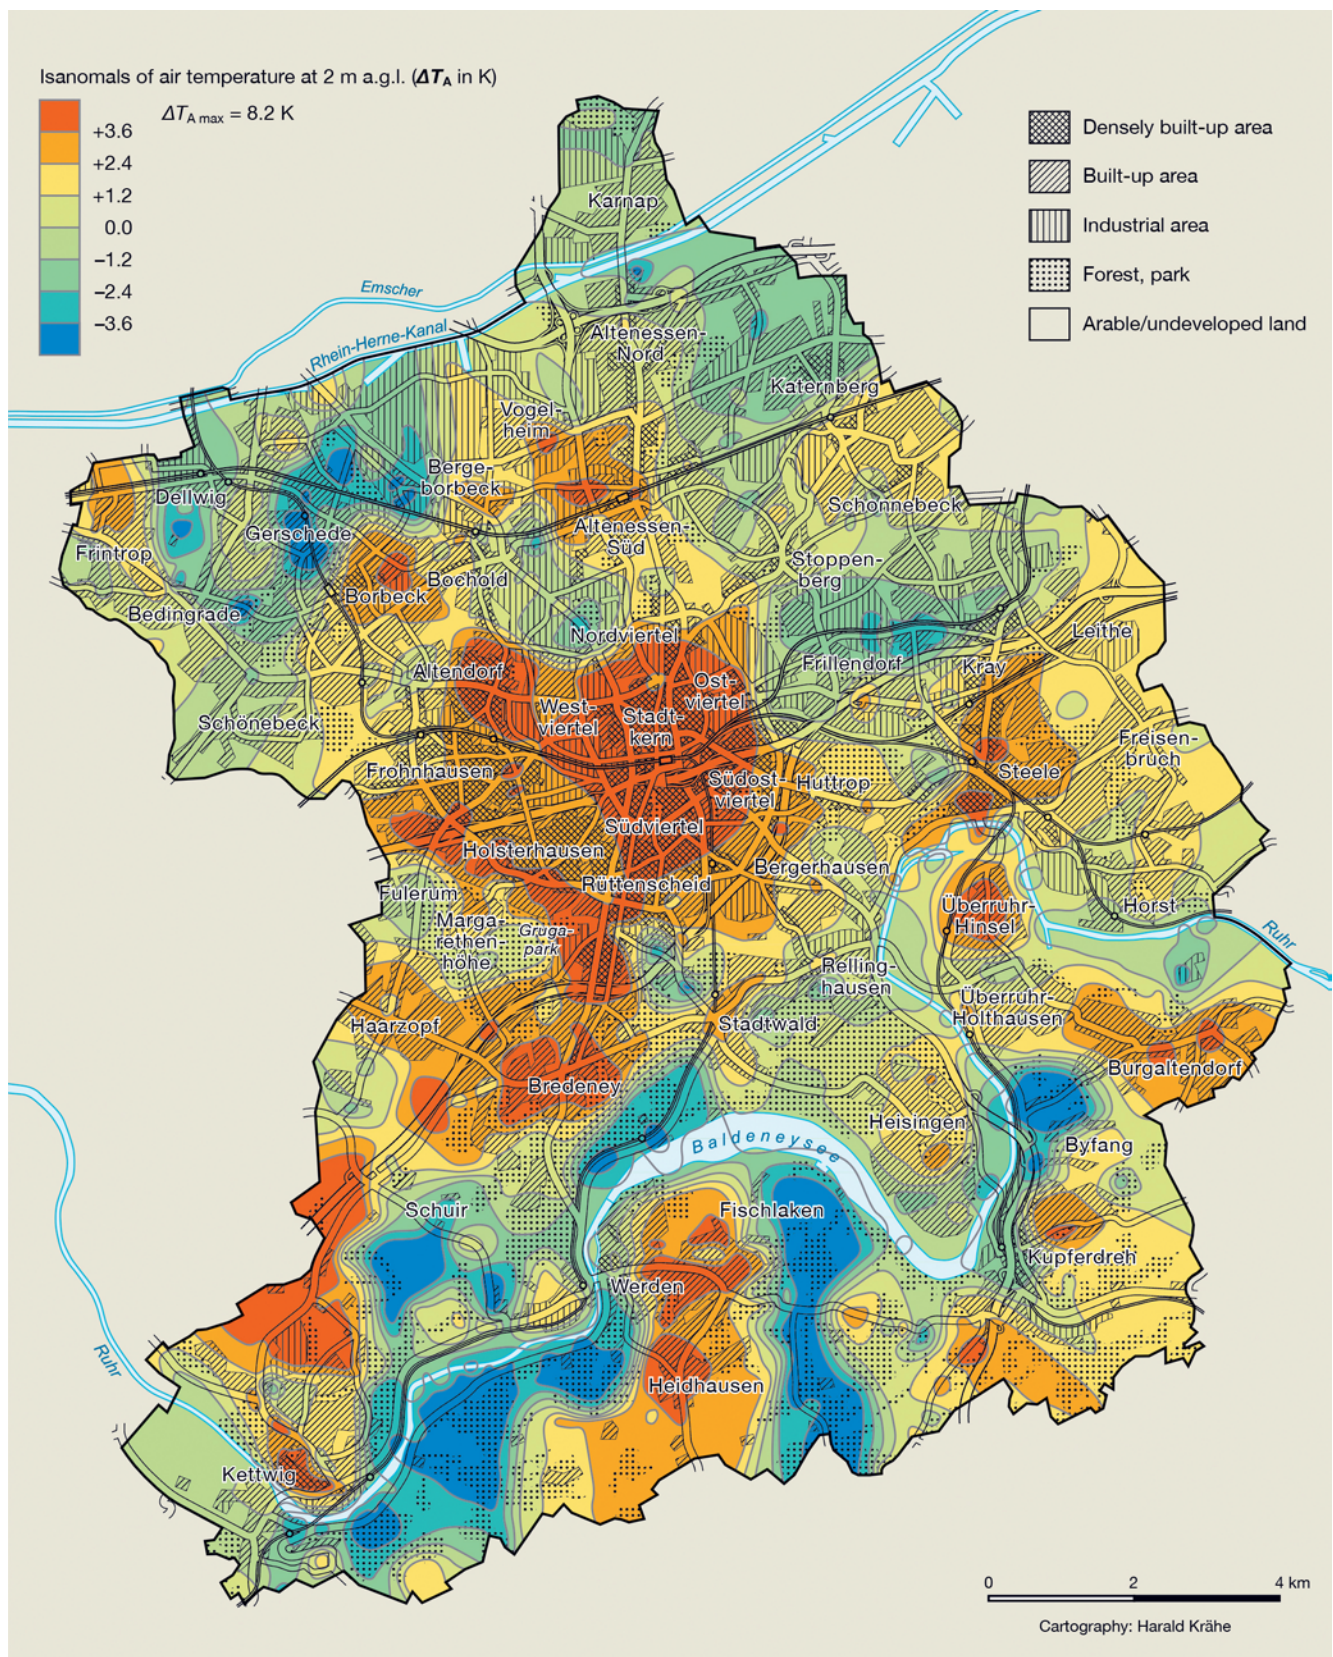 Isanomals of air temperature at 2 m a.g.l. (ΔT_A in K)
ΔT_A max = 8.2 K
+3.6
+2.4
+1.2
0.0
−1.2
−2.4
−3.6
Densely built-up area
Built-up area
Industrial area
Forest, park
Arable/undeveloped land
Karnap
Emscher
Rhein-Herne-Kanal
Altenessen-
Nord
Katernberg
Vogel-
heim
Berge-
borbeck
Dellwig
Schonnebeck
Gerschede
Altenessen-
Süd
Frintrop
Stoppen-
berg
Bochold
Borbeck
Bedingrade
Nordviertel
Leithe
Frillendorf
Kray
Altendorf
Ost-
viertel
West-
viertel
Stadt-
kern
Schönebeck
Freisen-
bruch
Frohnhausen
Steele
Südost-
viertel
Huttrop
Südviertel
Holsterhausen
Bergerhausen
Rüttenscheid
Fulerum
Marga-
rethen-
höhe
Gruga-
park
Überruhr-
Hinsel
Horst
Ruhr
Relling-
hausen
Überruhr-
Holthausen
Haarzopf
Stadtwald
Burgaltendorf
Bredeney
Heisingen
Baldeneysee
Byfang
Schuir
Fischlaken
Kupferdreh
Werden
Ruhr
Heidhausen
Kettwig
0 2 4 km
Cartography: Harald Krähe